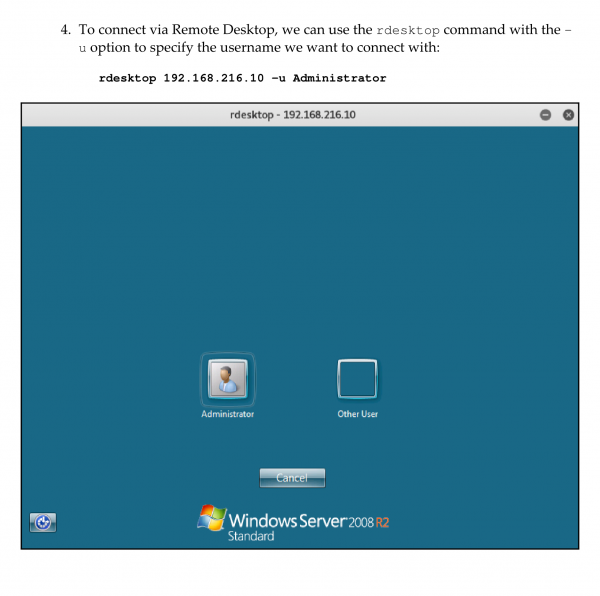 4. To connect via Remote Desktop, we can use the rdesktop command with the –
u option to specify the username we want to connect with:
rdesktop 192.168.216.10 –u Administrator
rdesktop - 192.168.216.10
Administrator
Other User
Cancel
Windows Server 2008 R2
Standard